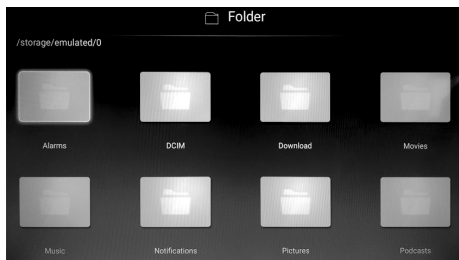 Folder
/storage/emulated/0
Alarms DCIM Download Movies
Music Notifications Pictures Podcasts